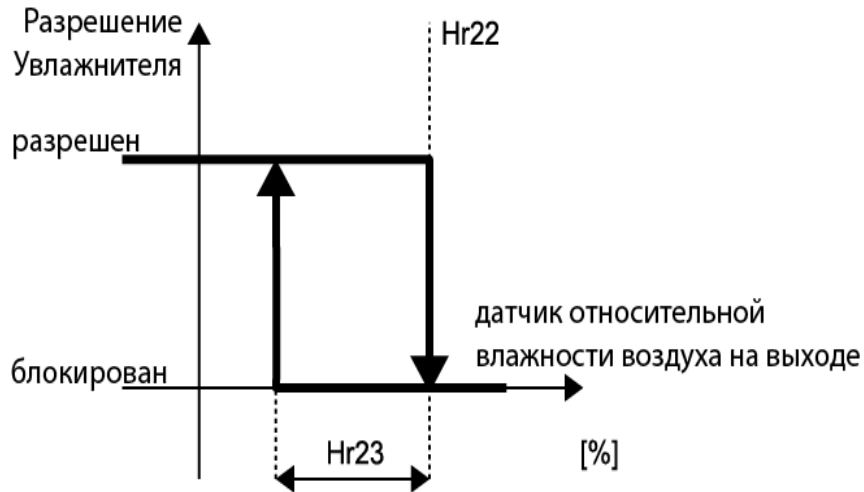 Разрешение
Увлажнителя
Hr22
разрешен
датчик относительной
влажности воздуха на выходе
блокирован
Hr23
[%]